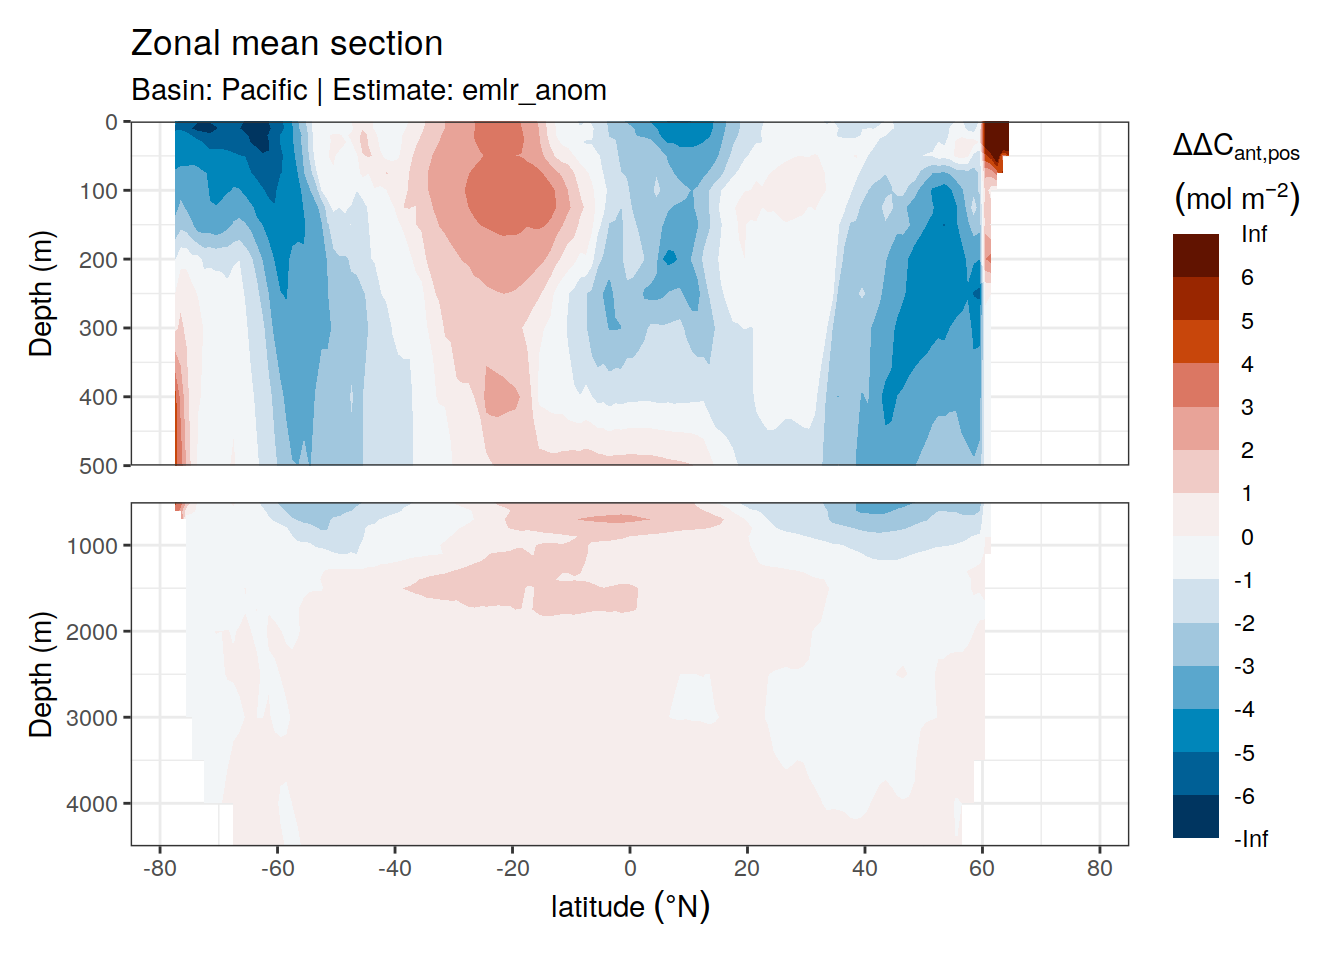 Zonal mean section
Basin: Pacific | Estimate: emlr_anom
0
100
200
300
400
500
Depth (m)
1000
2000
3000
4000
Depth (m)
-80 -60 -40 -20 0 20 40 60 80
latitude (°N)
ΔΔCant,pos
(mol m−2)
Inf
6
5
4
3
2
1
0
-1
-2
-3
-4
-5
-6
-Inf